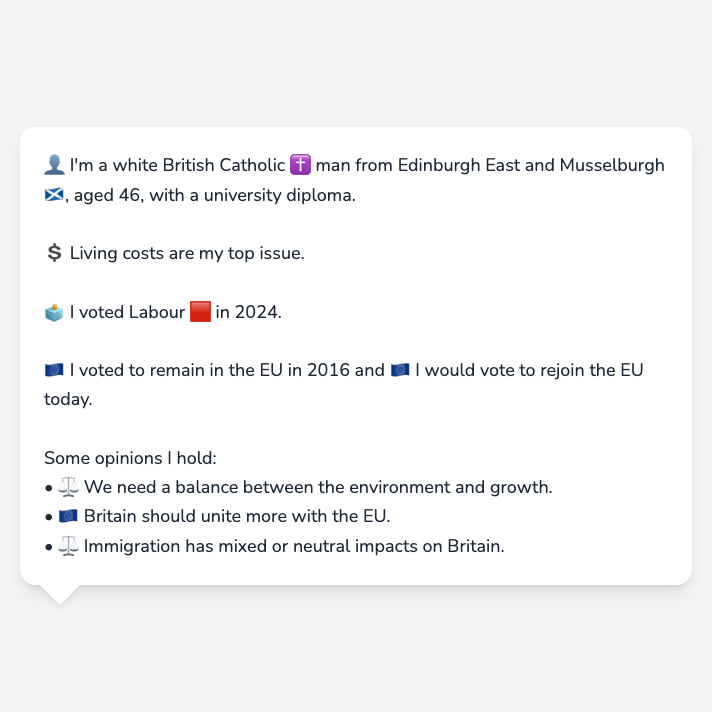 👤 I'm a white British Catholic ✝️ man from Edinburgh East and Musselburgh
🏴󠁧󠁢󠁳󠁣󠁴󠁿, aged 46, with a university diploma.
💲 Living costs are my top issue.
🗳️ I voted Labour 🟥 in 2024.
🇪🇺 I voted to remain in the EU in 2016 and 🇪🇺 I would vote to rejoin the EU
today.
Some opinions I hold:
• ⚖️ We need a balance between the environment and growth.
• 🇪🇺 Britain should unite more with the EU.
• ⚖️ Immigration has mixed or neutral impacts on Britain.